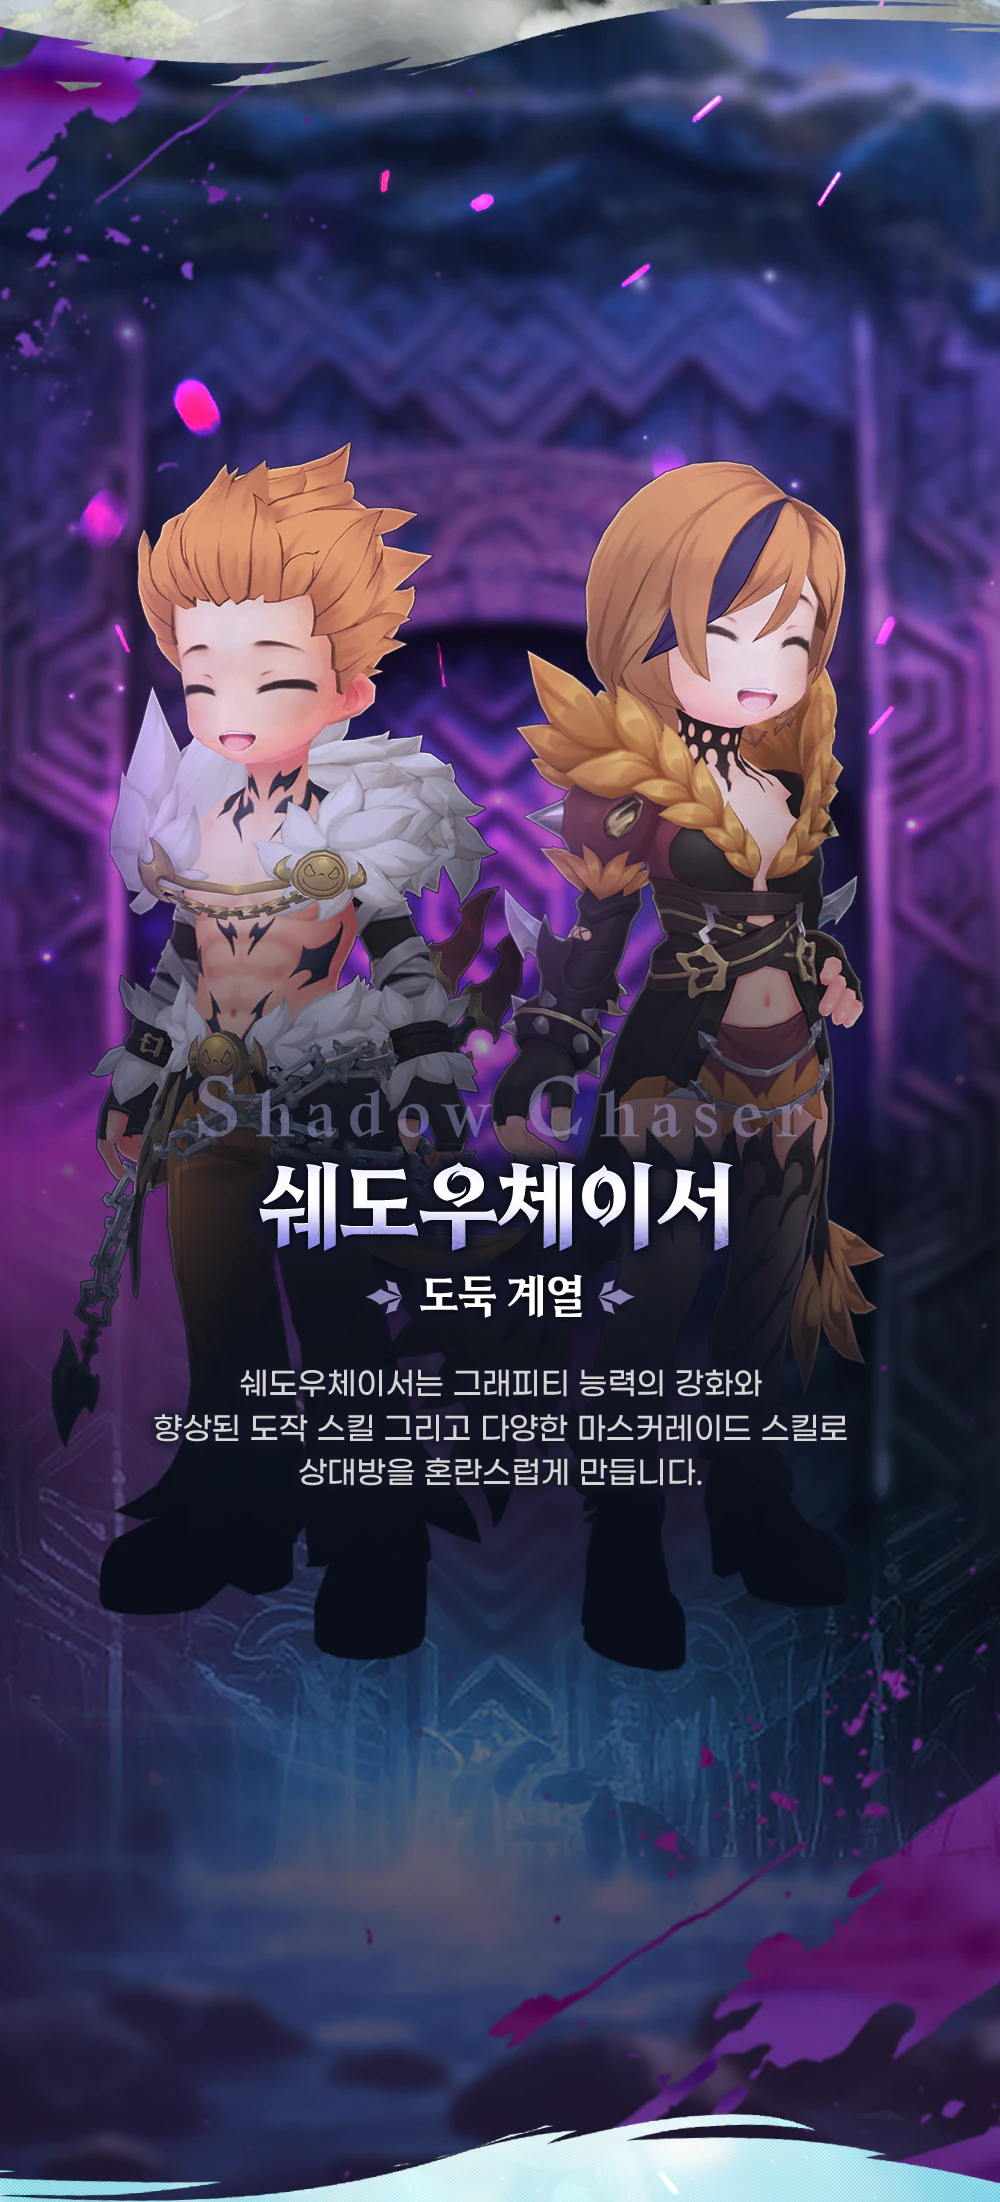 Shadow Chaser
쉐도우체이서
도둑 계열
쉐도우체이서는 그래피티 능력의 강화와
향상된 도작 스킬 그리고 다양한 마스커레이드 스킬로
상대방을 혼란스럽게 만듭니다.